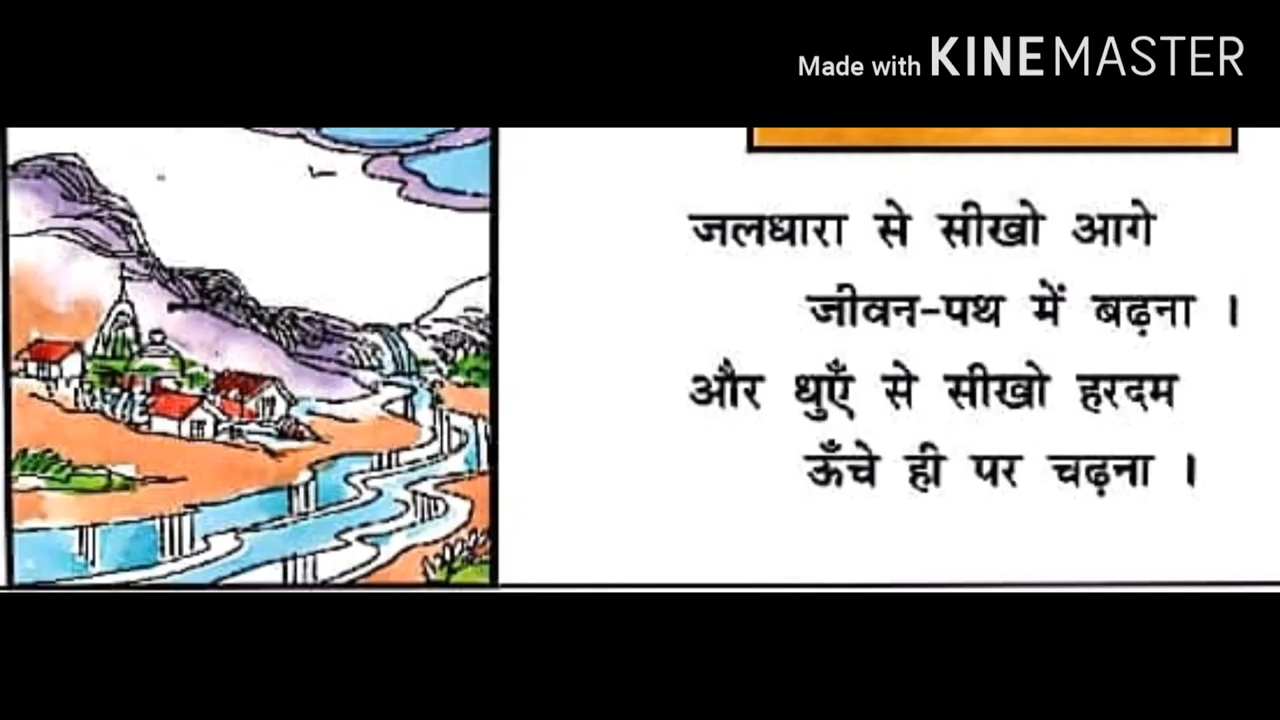 Made with KINEMASTER
जलधारा से सीखो आगे
जीवन-पथ में बढ़ना ।
और धुएँ से सीखो हरदम
ऊँचे ही पर चढ़ना ।